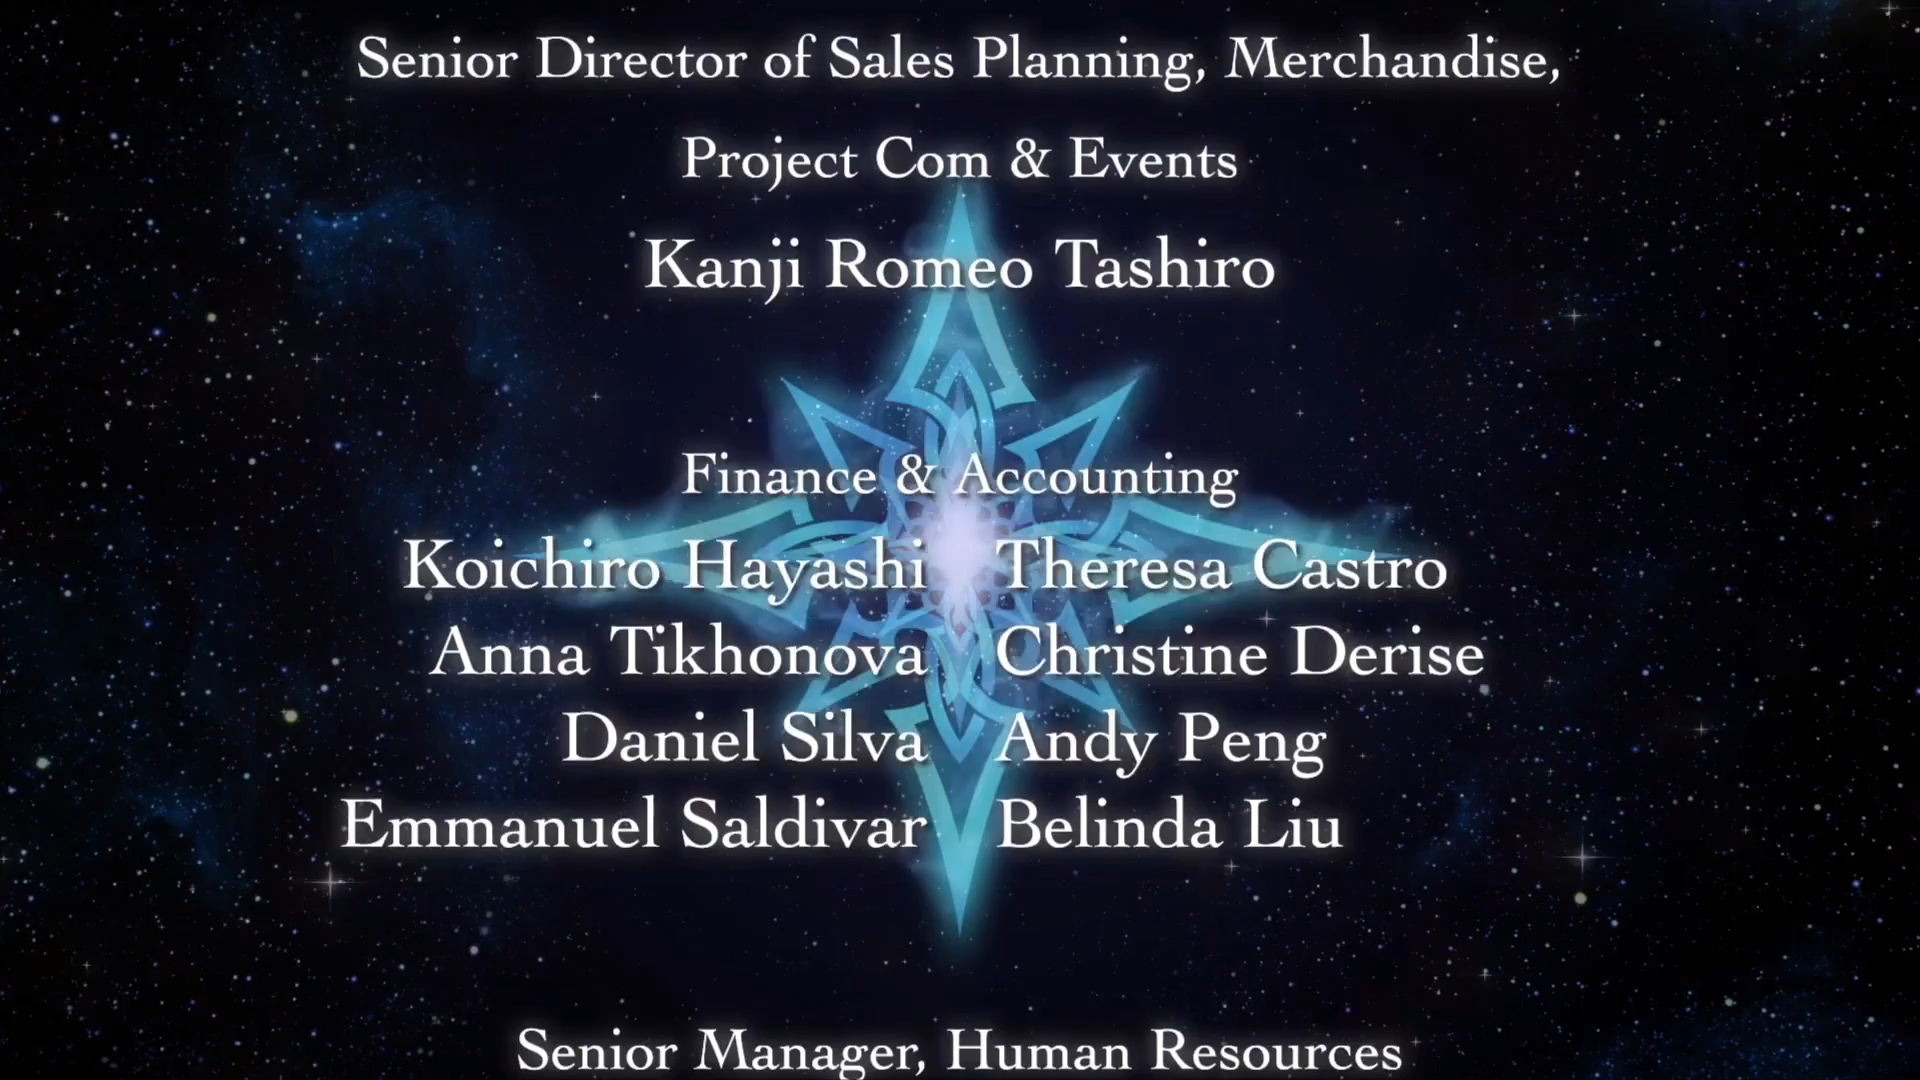 Senior Director of Sales Planning, Merchandise,
Project Com & Events
Kanji Romeo Tashiro
Finance & Accounting
Koichiro Hayashi Theresa Castro
Anna Tikhonova Christine Derise
Daniel Silva Andy Peng
Emmanuel Saldivar Belinda Liu
Senior Manager, Human Resources